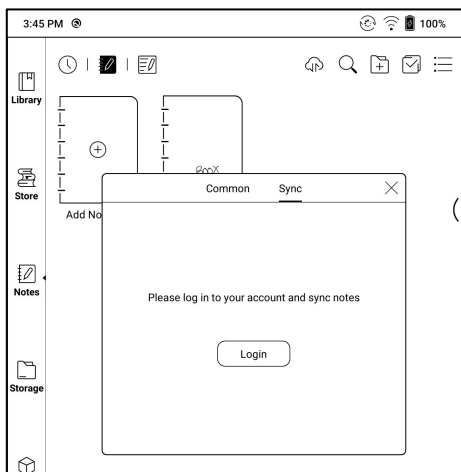 3:45 PM
100%
Library
Store
Notes
Storage
BOOX
Add No
Common
Sync
Please log in to your account and sync notes
Login